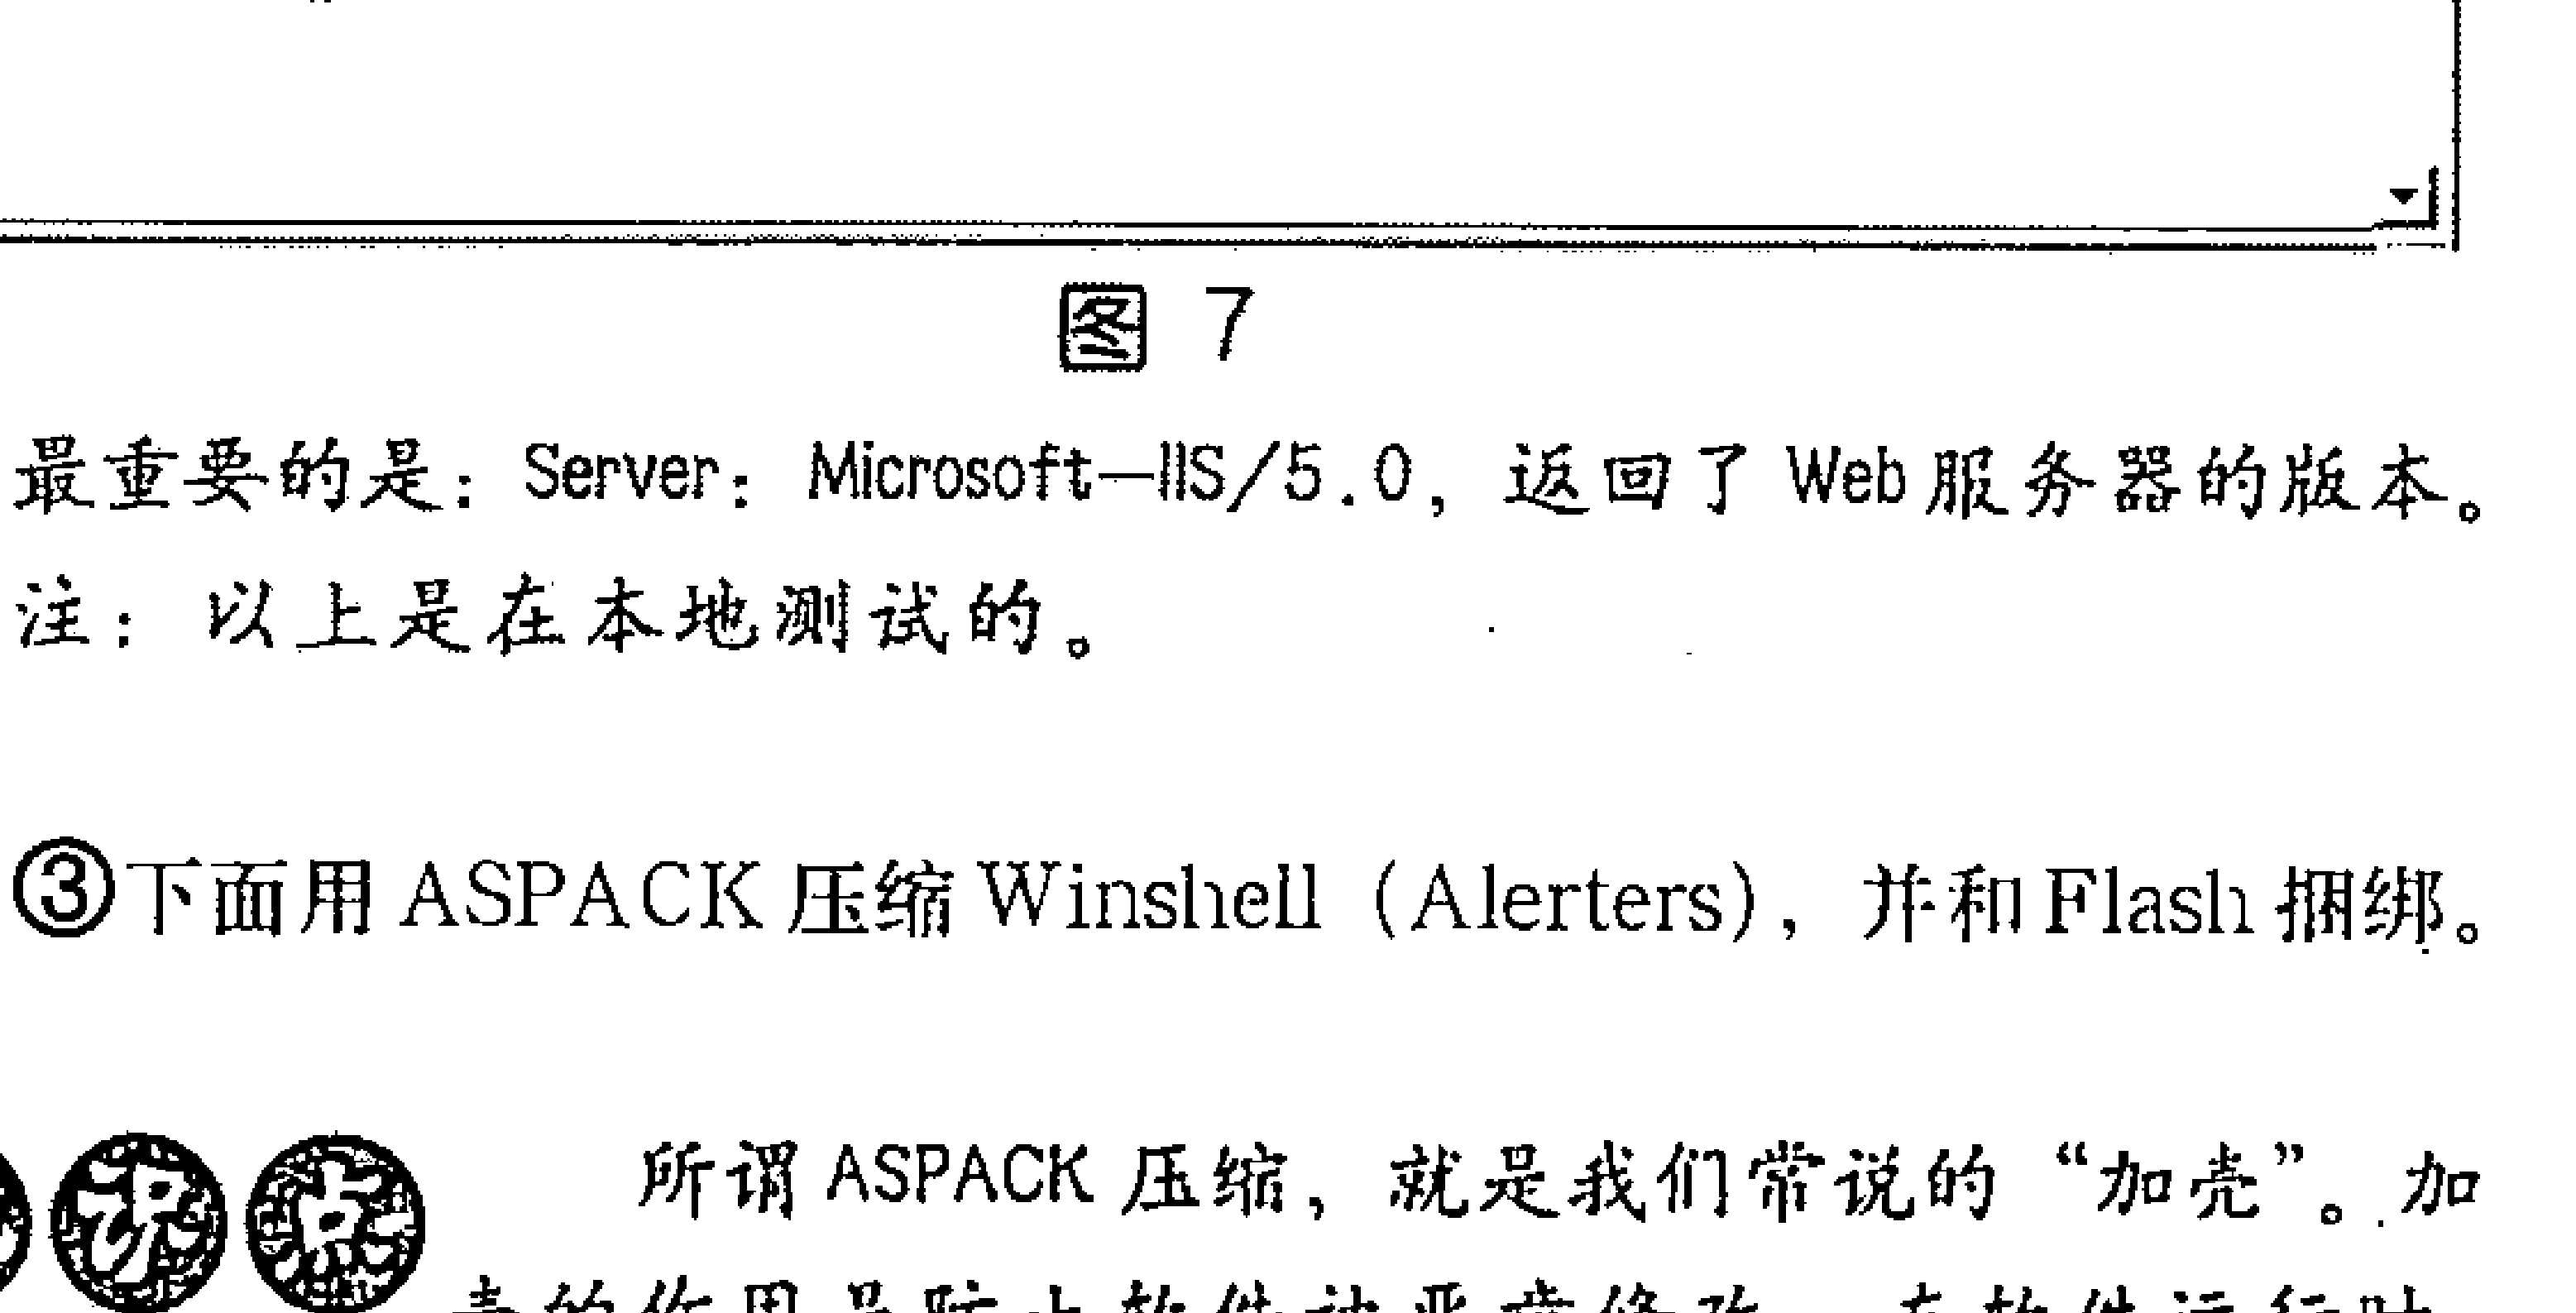 图 7
最重要的是：Server：Microsoft—IIS/5.0，返回了 Web 服务器的版本。
注：以上是在本地测试的。
③下面用 ASPACK 压缩 Winshell（Alerters），并和 Flash 捆绑。
所谓 ASPACK 压缩，就是我们常说的“加壳”。加